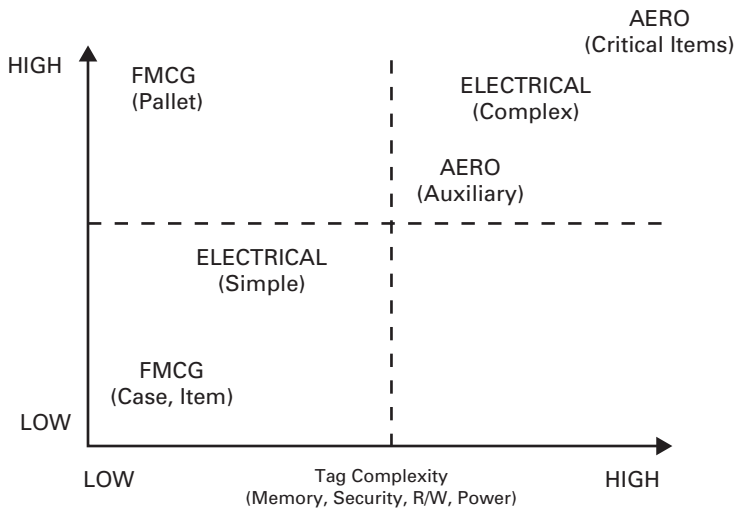 AERO
(Critical Items)
HIGH
FMCG
(Pallet)
ELECTRICAL
(Complex)
AERO
(Auxiliary)
ELECTRICAL
(Simple)
FMCG
(Case, Item)
LOW
LOW
Tag Complexity
(Memory, Security, R/W, Power)
HIGH